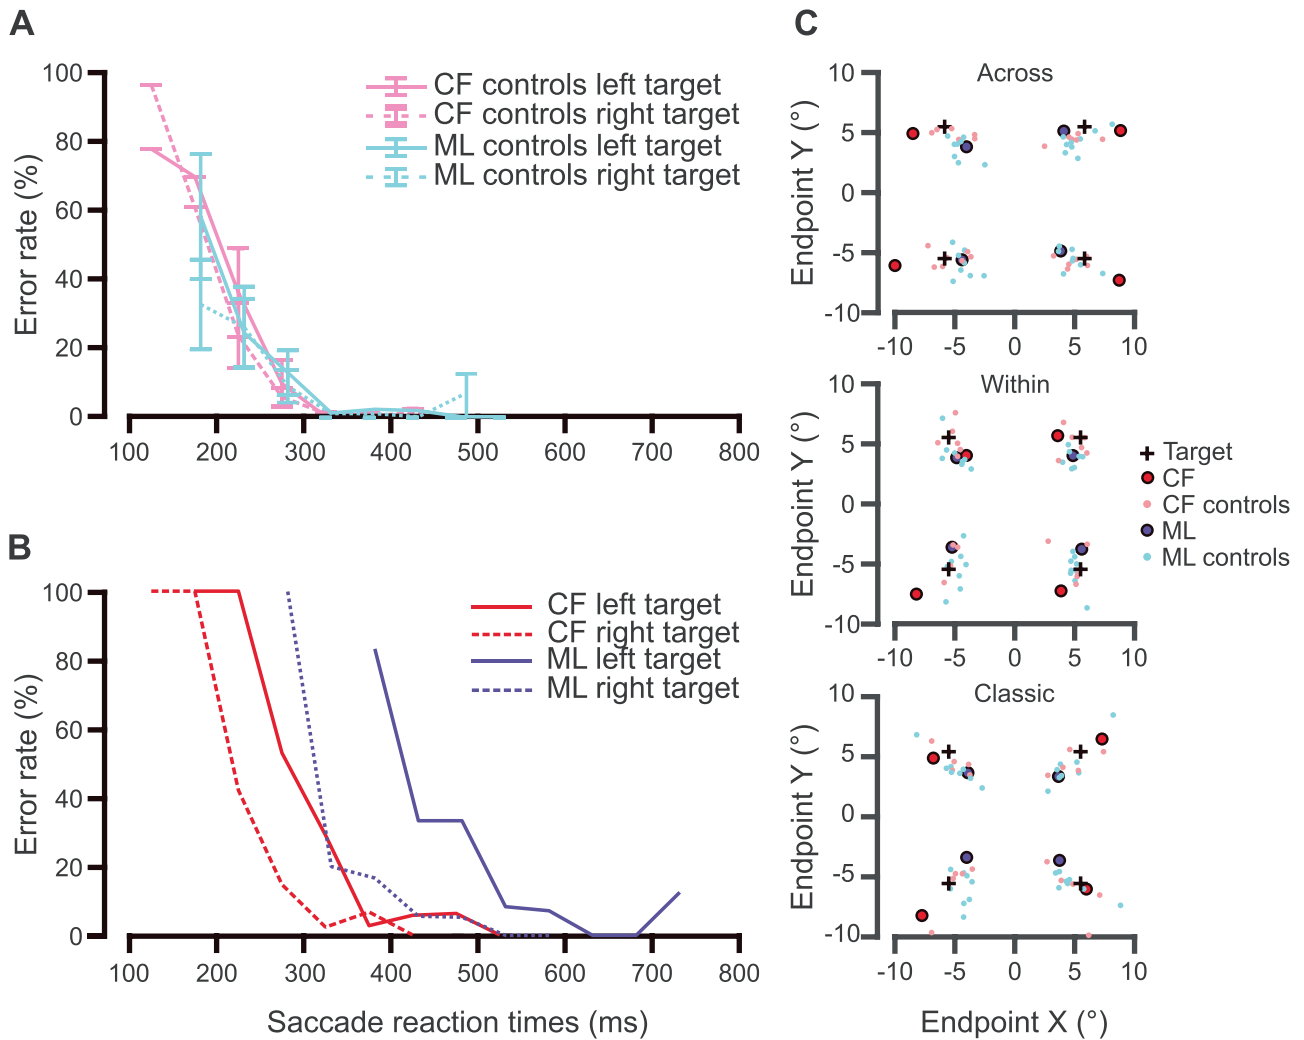 A
100
80
60
40
20
0
Error rate (%)
CF controls left target
CF controls right target
ML controls left target
ML controls right target
100 200 300 400 500 600 700 800
B
100
80
60
40
20
0
Error rate (%)
CF left target
CF right target
ML left target
ML right target
100 200 300 400 500 600 700 800
Saccade reaction times (ms)
C
Across
10
5
0
-5
-10
Endpoint Y (°)
-10 -5 0 5 10
Within
10
5
0
-5
-10
Endpoint Y (°)
-10 -5 0 5 10
Target
CF
CF controls
ML
ML controls
Classic
10
5
0
-5
-10
Endpoint Y (°)
-10 -5 0 5 10
Endpoint X (°)